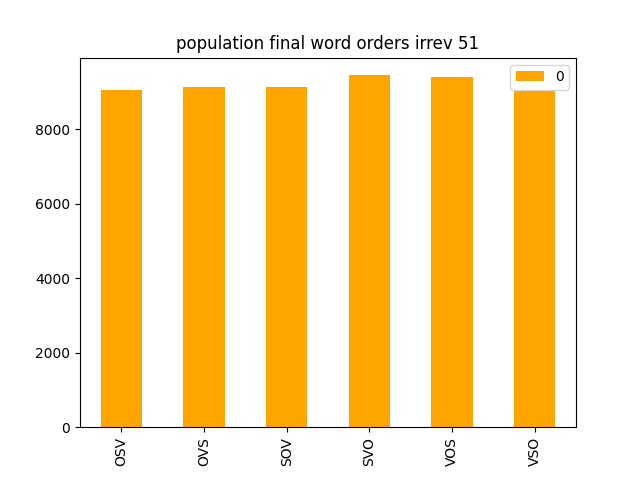 population final word orders irrev 51
0
8000
6000
4000
2000
0
OSV
OVS
SOV
SVO
VOS
VSO